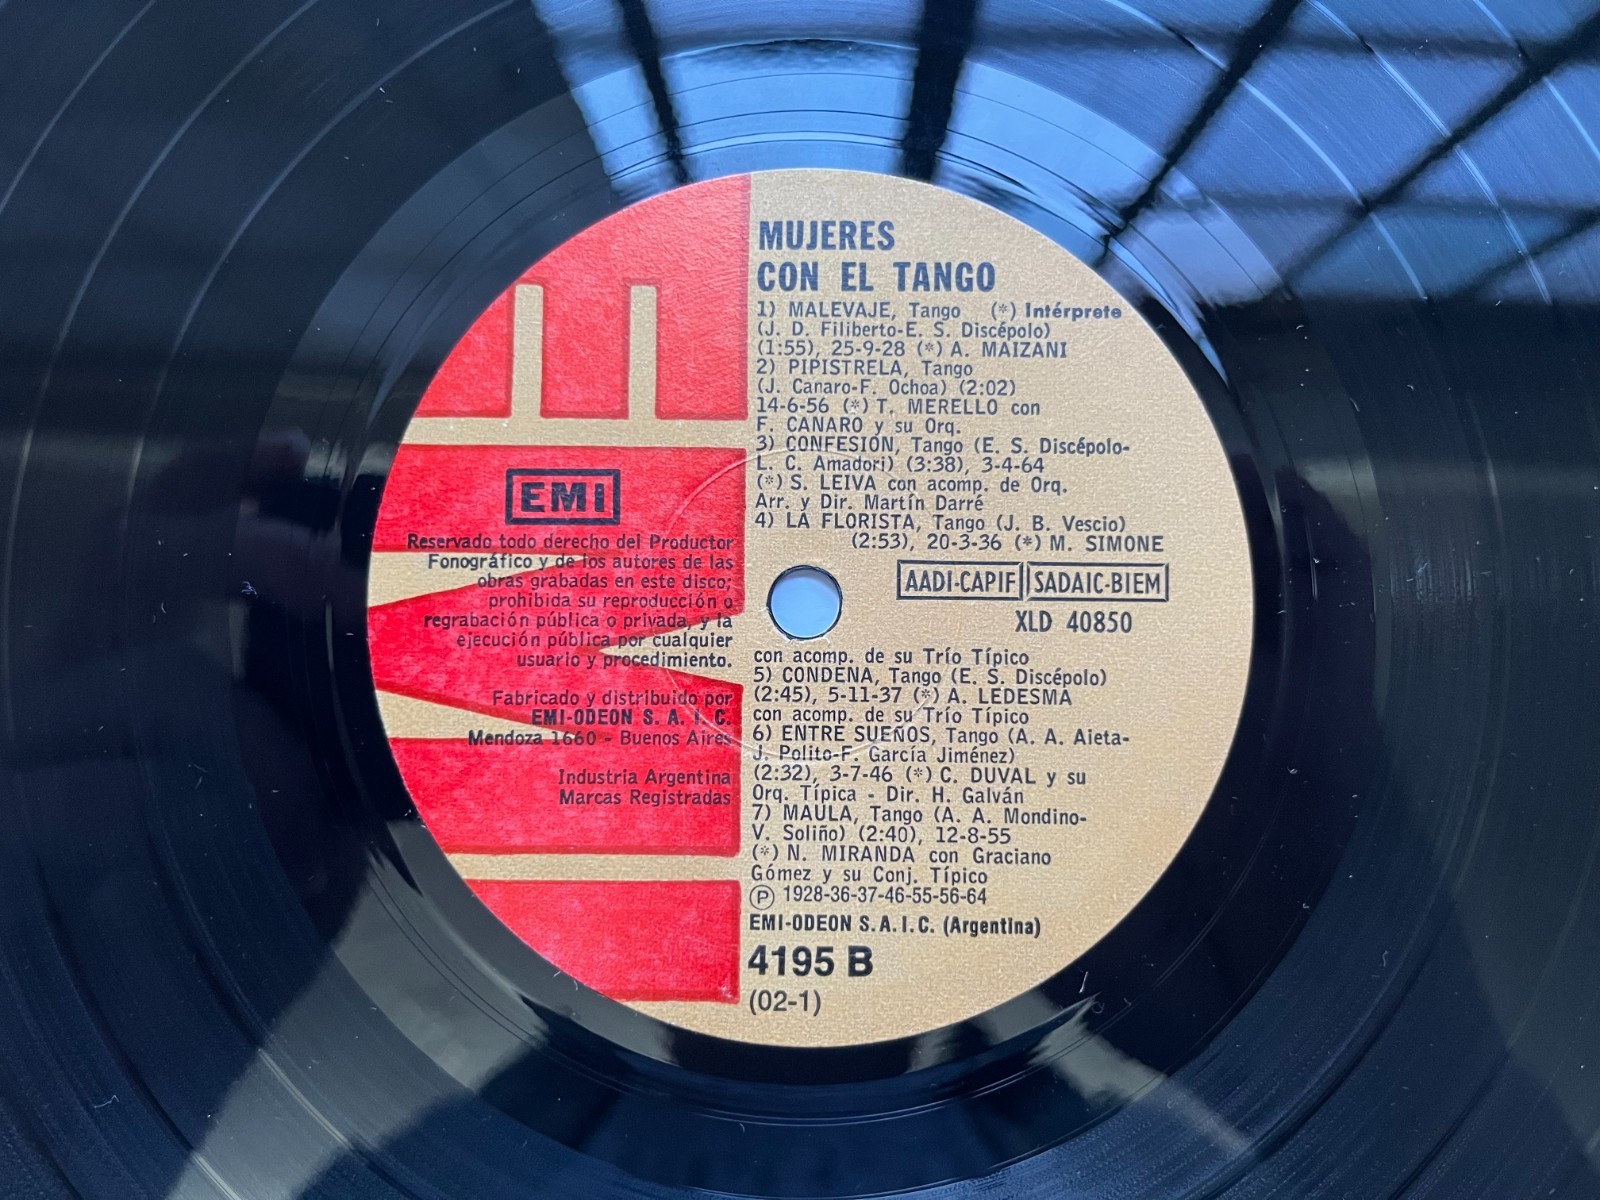 MUJERES
CON EL TANGO
1) MALEVAJE, Tango (*) Intérprete
(J. D. Filiberto-E. S. Discépolo)
(1:55), 25-9-28 (*) A. MAIZANI
2) PIPISTRELA, Tango
(J. Canaro-F. Ochoa) (2:02)
14-6-56 (*) T. MERELLO con
F. CANARO y su Orq.
3) CONFESION, Tango (E. S. Discépolo-
L. C. Amadori) (3:38), 3-4-64
(*) S. LEIVA con acomp. de Orq.
Arr. y Dir. Martín Darré
4) LA FLORISTA, Tango (J. B. Vescio)
(2:53), 20-3-36 (*) M. SIMONE
AADI-CAPIF SADAIC-BIEM
XLD 40850
con acomp. de su Trío Típico
5) CONDENA, Tango (E. S. Discépolo)
(2:45), 5-11-37 (*) A. LEDESMA
con acomp. de su Trío Típico
6) ENTRE SUEÑOS, Tango (A. A. Aieta-
J. Polito-F. García Jiménez)
(2:32), 3-7-46 (*) C. DUVAL y su
Orq. Típica - Dir. H. Galván
7) MAULA, Tango (A. A. Mondino-
V. Soliño) (2:40), 12-8-55
(*) N. MIRANDA con Graciano
Gómez y su Conj. Típico
Ⓟ 1928-36-37-46-55-56-64
EMI-ODEON S.A.I.C. (Argentina)
4195 B
(02-1)
EMI
EMI
Reservado todo derecho del Productor
Fonográfico y de los autores de las
obras grabadas en este disco;
prohibida su reproducción o
regrabación pública o privada, y la
ejecución pública por cualquier
usuario y procedimiento.
Fabricado y distribuido por
EMI-ODEON S. A. I. C.
Mendoza 1660 - Buenos Aires
Industria Argentina
Marcas Registradas